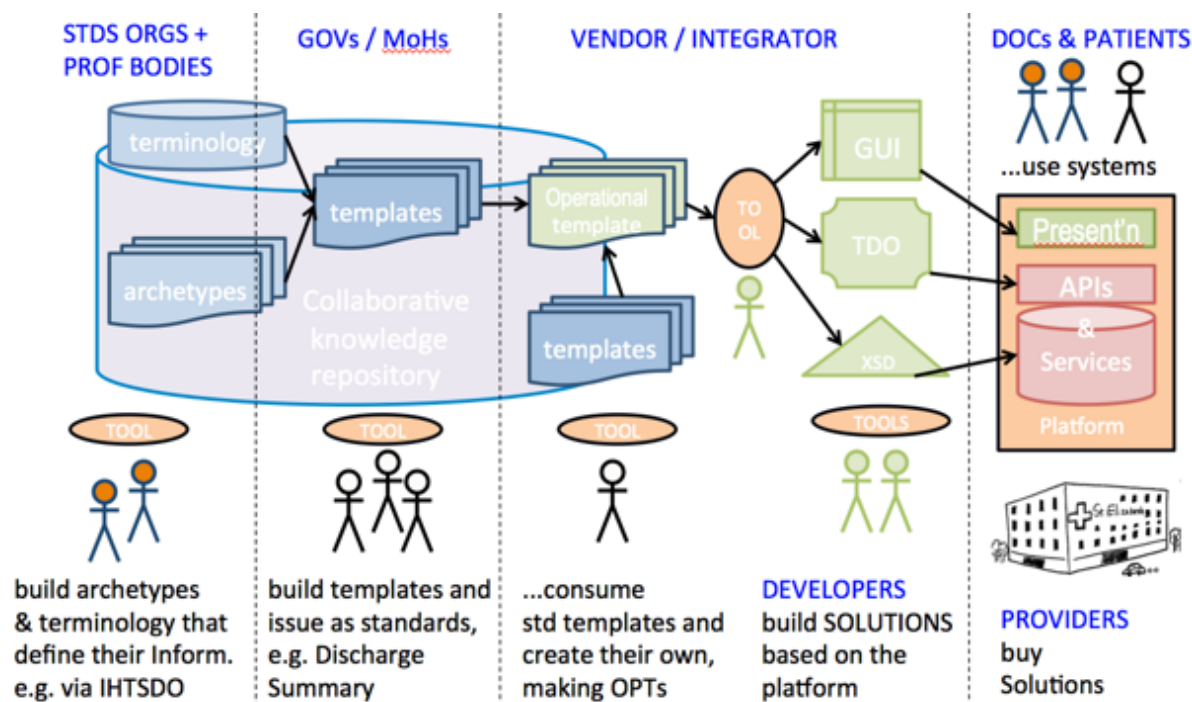 STDS ORGS +
PROF BODIES
GOVs / MoHs
VENDOR / INTEGRATOR
DOCs & PATIENTS
terminology
archetypes
templates
Collaborative
knowledge
repository
Operational
template
templates
TO
OL
GUI
TDO
XSD
...use systems
Present'n
APIs
&
Services
Platform
TOOL
TOOL
TOOL
TOOLS
St Elizabeths
build archetypes
& terminology that
define their Inform.
e.g. via IHTSDO
build templates and
issue as standards,
e.g. Discharge
Summary
...consume
std templates and
create their own,
making OPTs
DEVELOPERS
build SOLUTIONS
based on the
platform
PROVIDERS
buy
Solutions